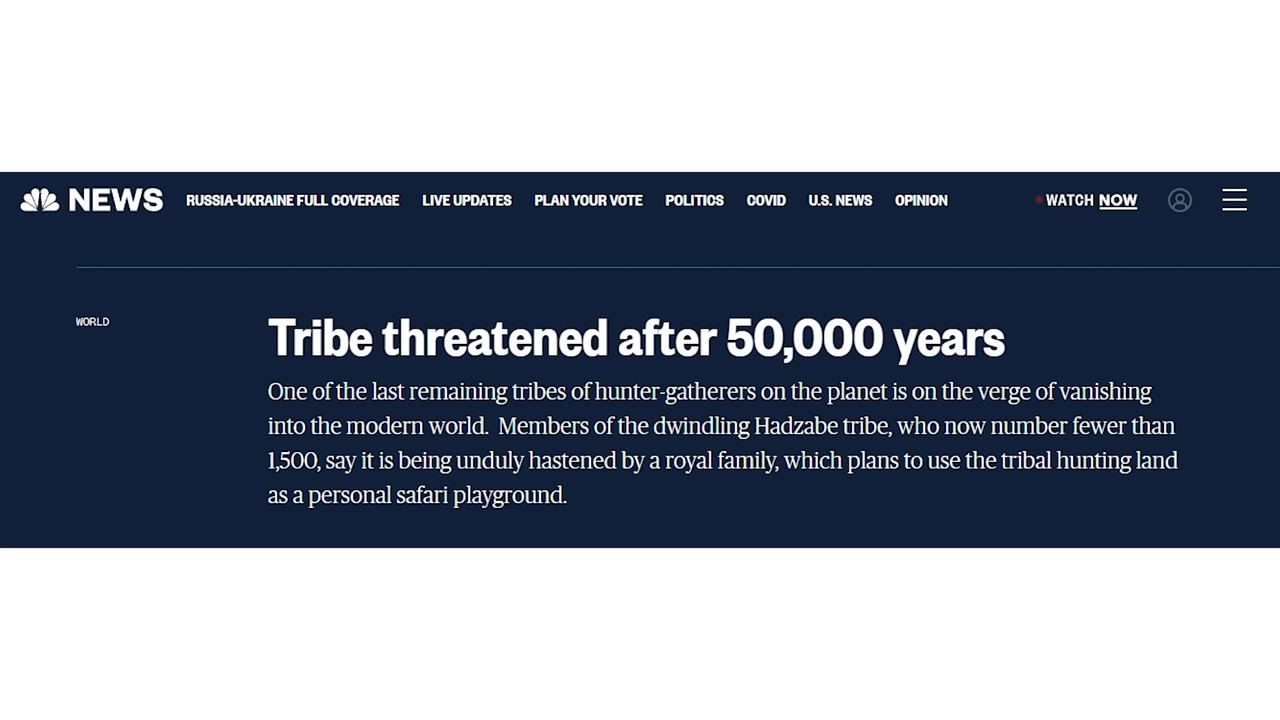 NEWS RUSSIA-UKRAINE FULL COVERAGE LIVE UPDATES PLAN YOUR VOTE POLITICS COVID U.S. NEWS OPINION WATCH NOW
WORLD
Tribe threatened after 50,000 years
One of the last remaining tribes of hunter-gatherers on the planet is on the verge of vanishing
into the modern world.  Members of the dwindling Hadzabe tribe, who now number fewer than
1,500, say it is being unduly hastened by a royal family, which plans to use the tribal hunting land
as a personal safari playground.